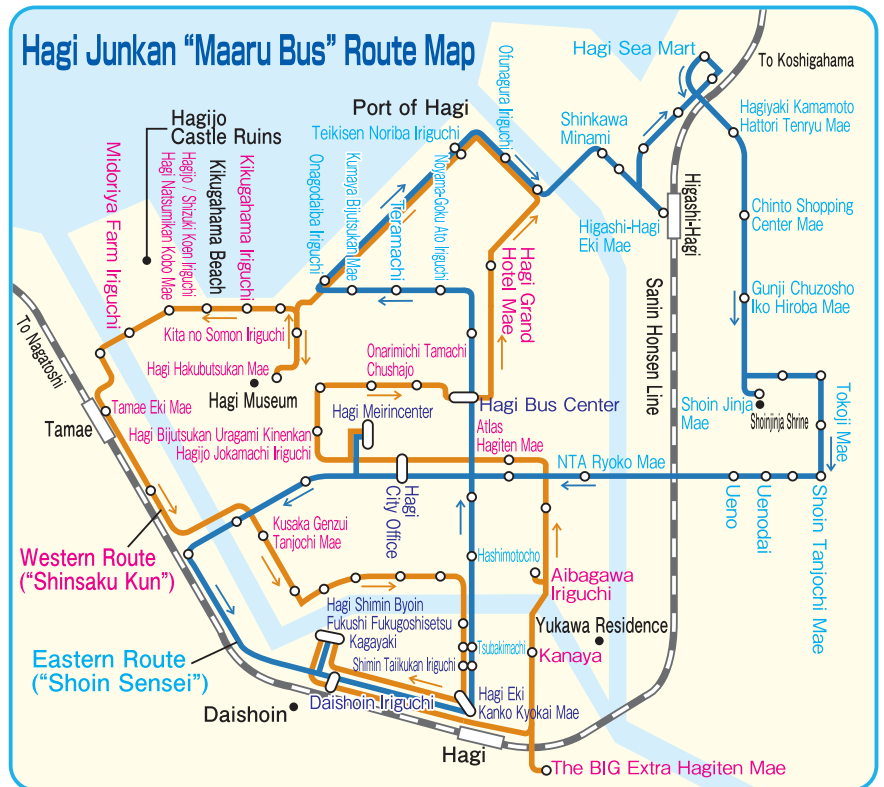 Hagi Junkan “Maaru Bus” Route Map
Hagi Sea Mart
To Koshigahama
Ofunagura Iriguchi
Port of Hagi
Teikisen Noriba Iriguchi
Shinkawa
Minami
Hagiyaki Kamamoto
Hattori Tenryu Mae
Hagijo
Castle Ruins
Midoriya Farm Iriguchi
Hagijo / Shizuki Koen Iriguchi
Hagi Natsumikan Kobo Mae
Kikugahama Beach
Kikugahama Iriguchi
Onagodaiba Iriguchi
Kumaya Bijutsukan Mae
Teramachi
Noyama-Goku Ato Iriguchi
Higashi-Hagi
Eki Mae
Higashi-Hagi
Chinto Shopping
Center Mae
Hagi Grand
Hotel Mae
Sanin Honsen Line
Gunji Chuzosho
Iko Hiroba Mae
To Nagatoshi
Kita no Somon Iriguchi
Hagi Hakubutsukan Mae
Hagi Museum
Onarimichi Tamachi
Chushajo
Tamae Eki Mae
Tamae
Hagi Meirincenter
Hagi Bus Center
Shoin Jinja
Mae
Shoinjinja Shrine
Tokoji Mae
Hagi Bijutsukan Uragami Kinenkan
Hagijo Jokamachi Iriguchi
Atlas
Hagiten Mae
NTA Ryoko Mae
Hagi
City Office
Ueno
Uenodai
Shoin Tanjochi Mae
Kusaka Genzui
Tanjochi Mae
Western Route
(“Shinsaku Kun”)
Hashimotocho
Aibagawa
Iriguchi
Hagi Shimin Byoin
Fukushi Fukugoshisetsu
Kagayaki
Yukawa Residence
Tsubakimachi
Kanaya
Shimin Taiikukan Iriguchi
Eastern Route
(“Shoin Sensei”)
Daishoin Iriguchi
Hagi Eki
Kanko Kyokai Mae
Daishoin
Hagi
The BIG Extra Hagiten Mae